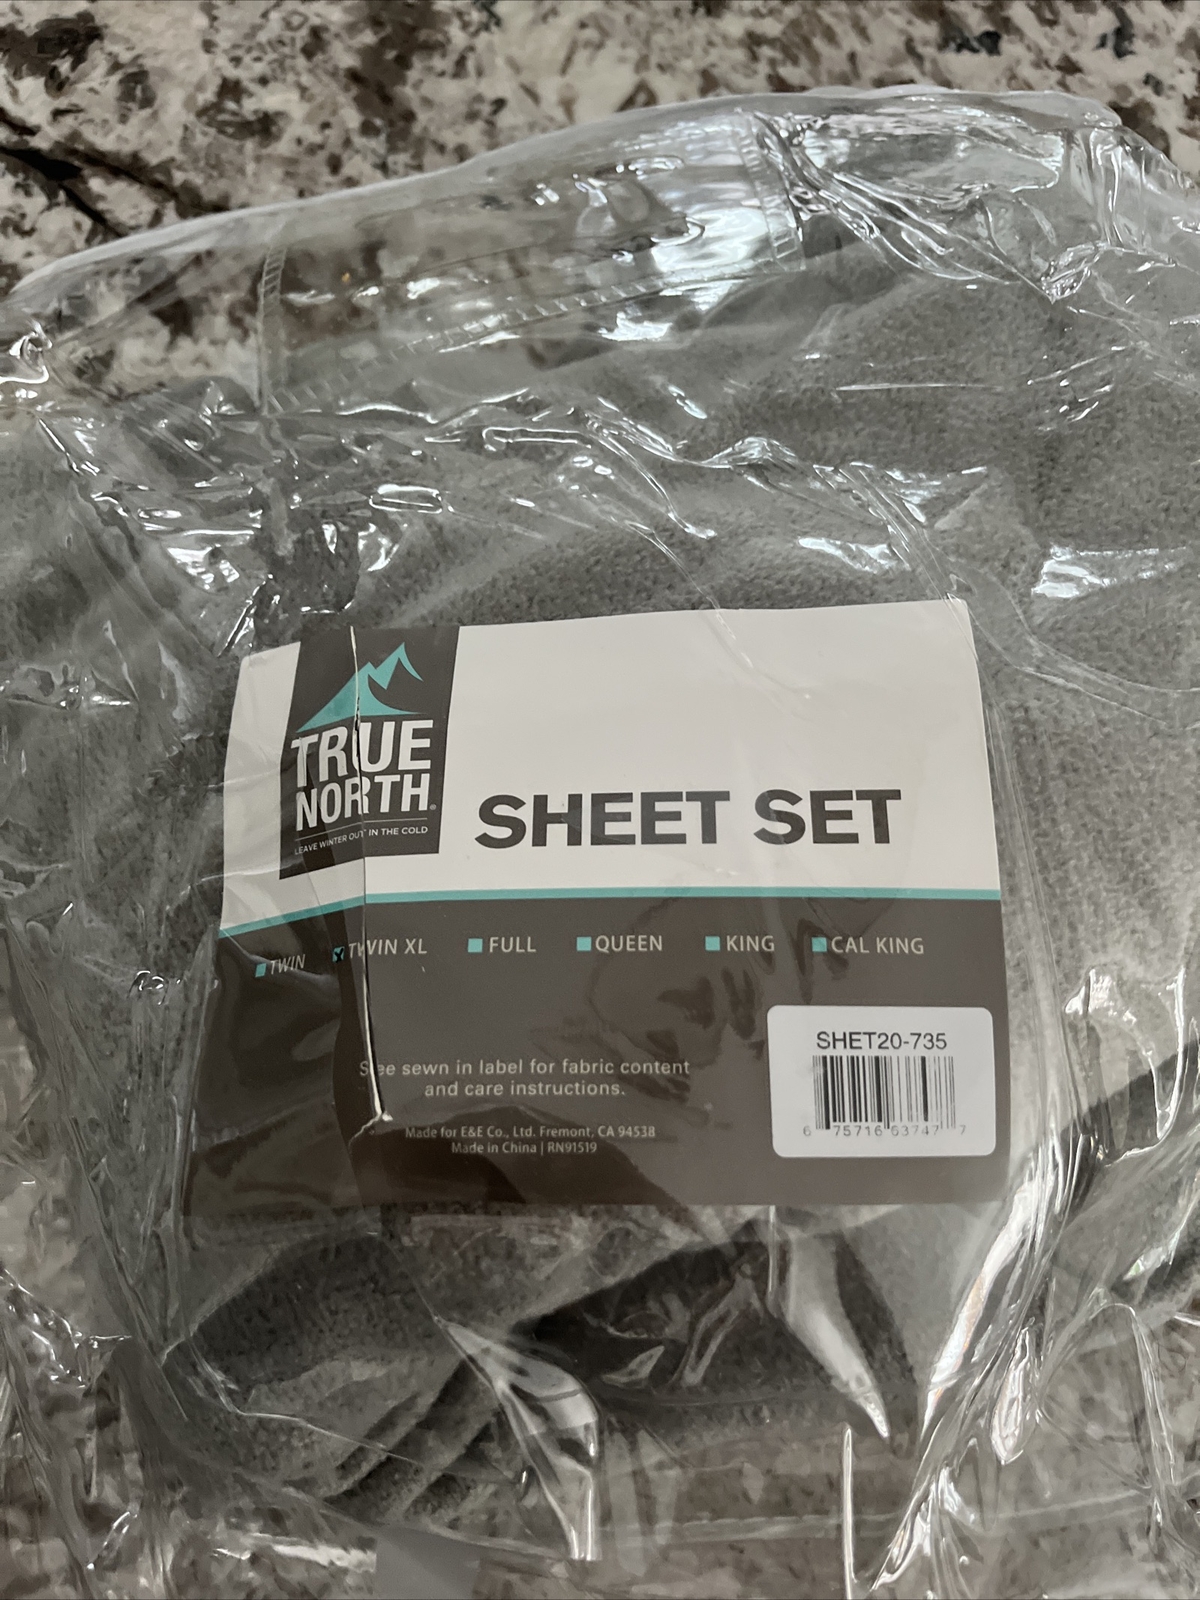 TRUE
NORTH®
LEAVE WINTER OUT IN THE COLD
SHEET SET
TWIN TWIN XL FULL QUEEN KING CAL KING
See sewn in label for fabric content
and care instructions.
Made for E&E Co., Ltd. Fremont, CA 94538
Made in China | RN91519
SHET20-735
6 75716 63747 7